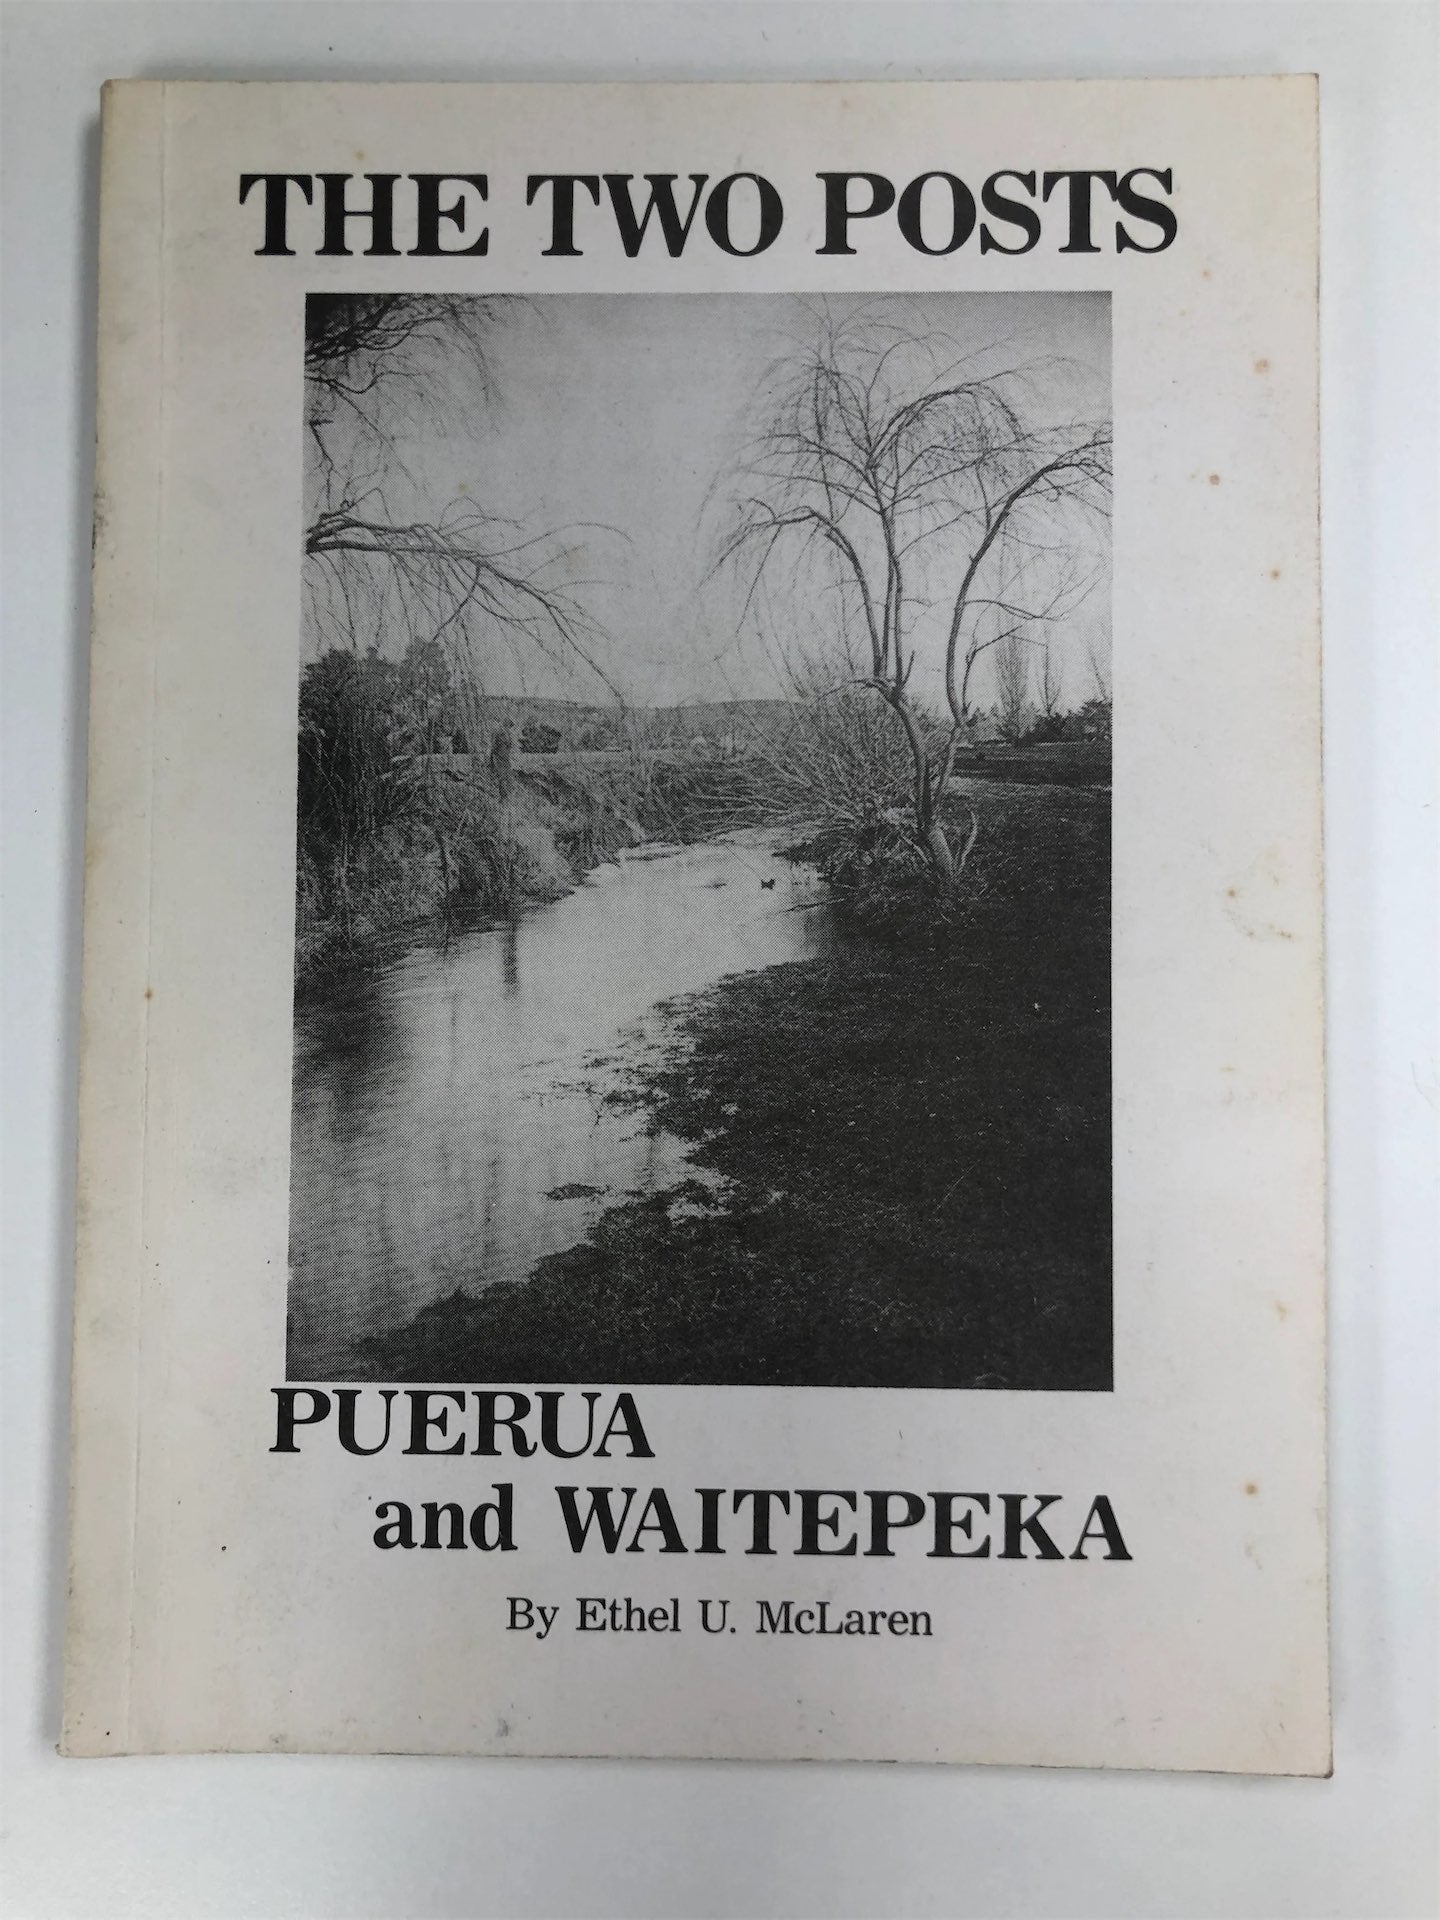 THE TWO POSTS
PUERUA
and WAITEPEKA
By Ethel U. McLaren